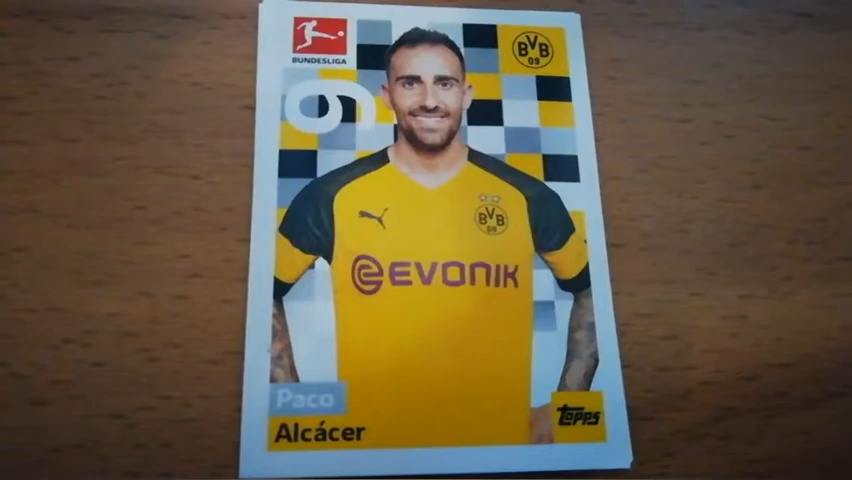 BUNDESLIGA
BVB
09
9
BVB
09
EVONIK
Paco
Alcácer
Topps